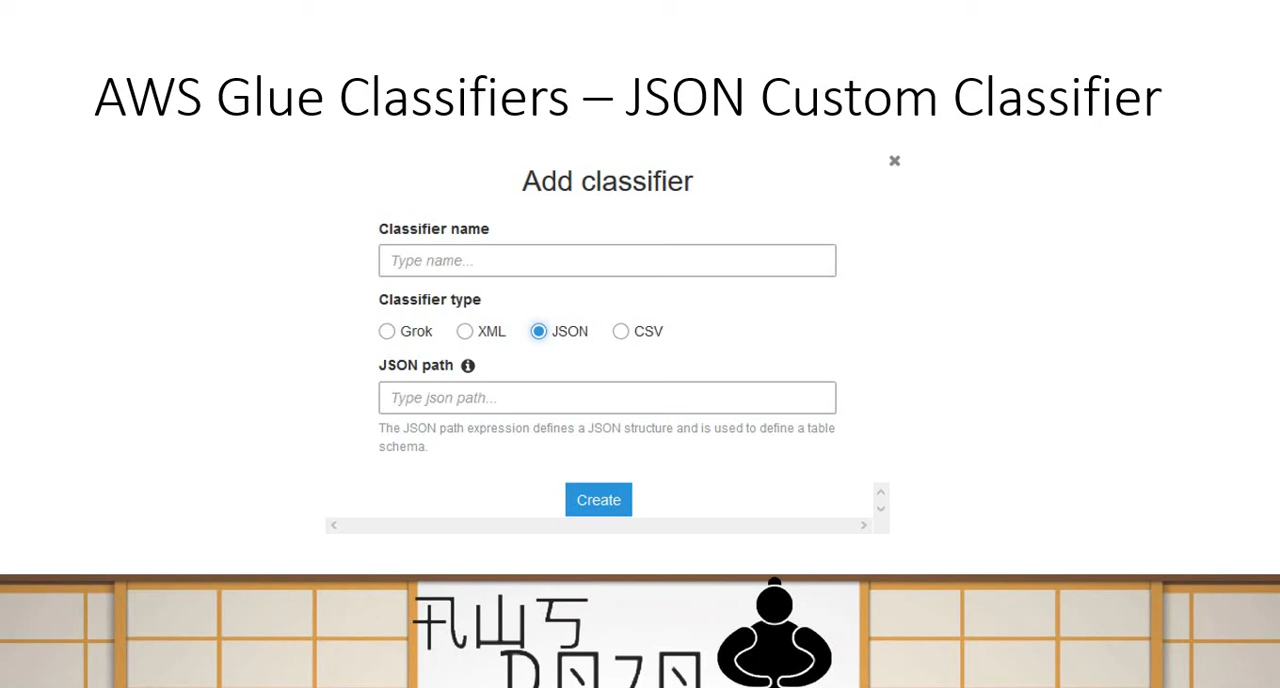 AWS Glue Classifiers – JSON Custom Classifier
Add classifier
Classifier name
Type name...
Classifier type
Grok XML JSON CSV
JSON path
Type json path...
The JSON path expression defines a JSON structure and is used to define a table
schema.
Create